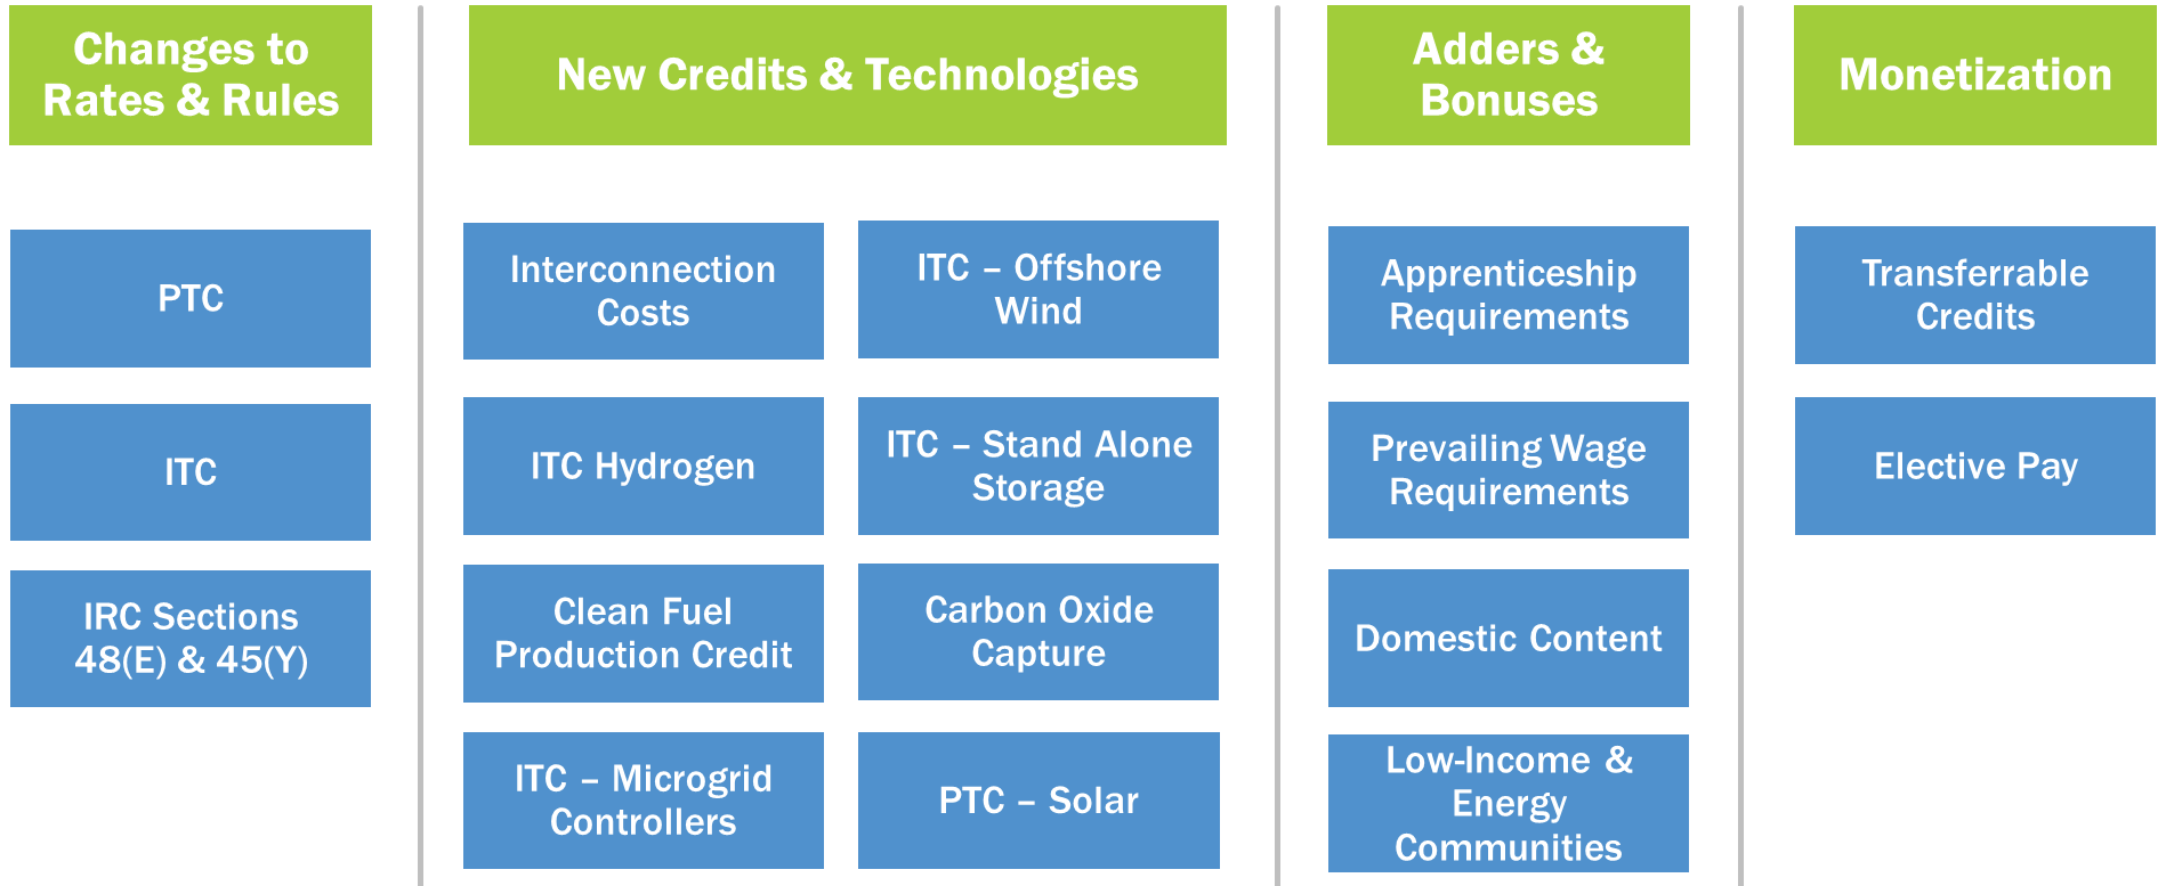 Changes to
Rates & Rules
PTC
ITC
IRC Sections
48(E) & 45(Y)
New Credits & Technologies
Interconnection
Costs
ITC – Offshore
Wind
ITC Hydrogen
ITC – Stand Alone
Storage
Clean Fuel
Production Credit
Carbon Oxide
Capture
ITC – Microgrid
Controllers
PTC – Solar
Adders &
Bonuses
Apprenticeship
Requirements
Prevailing Wage
Requirements
Domestic Content
Low-Income &
Energy
Communities
Monetization
Transferrable
Credits
Elective Pay